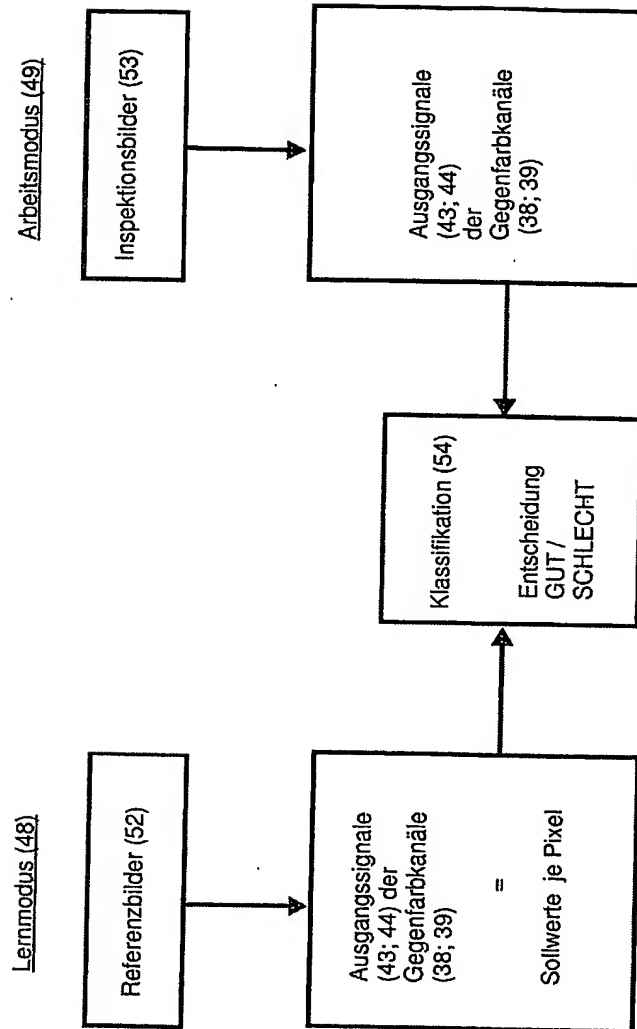 Lernmodus (48)
Referenzbilder (52)
Ausgangssignale
(43; 44) der
Gegenfarbkanäle
(38; 39)
=
Sollwerte je Pixel
Klassifikation (54)
Entscheidung
GUT /
SCHLECHT
Arbeitsmodus (49)
Inspektionsbilder (53)
Ausgangssignale
(43; 44)
der
Gegenfarbkanäle
(38; 39)